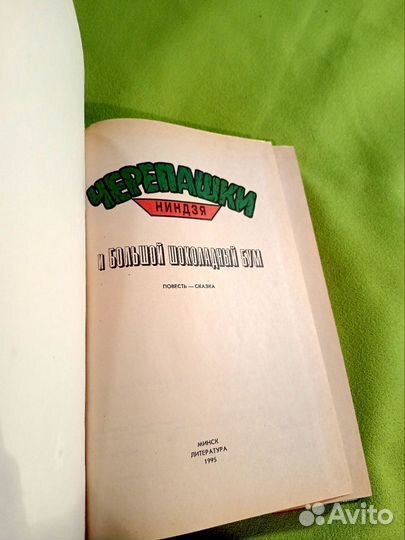 ЧЕРЕПАШКИ
НИНДЗЯ
И БОЛЬШОЙ ШОКОЛАДНЫЙ БУМ
ПОВЕСТЬ — СКАЗКА
МИНСК
ЛИТЕРАТУРА
1995
Avito